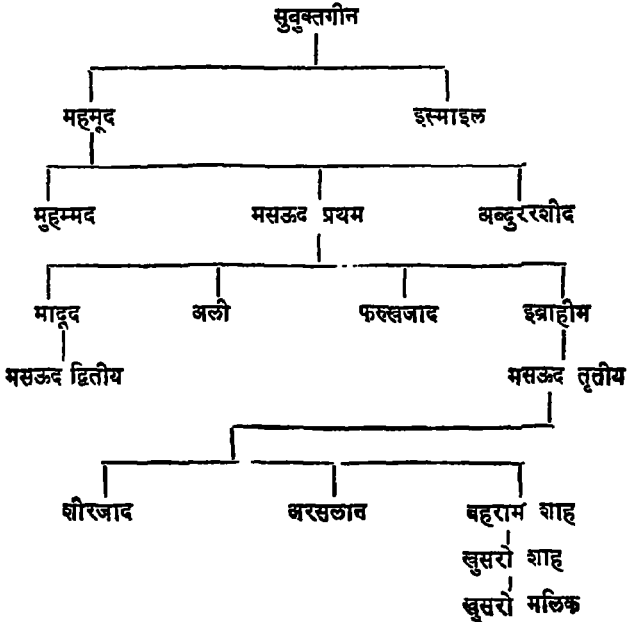 सुवुक्तगीन
महमूद इस्माइल
मुहम्मद मसऊद प्रथम अब्दुररशीद
मादूद अली फरुखजाद इब्राहीम
मसऊद द्वितीय मसऊद तृतीय
शीरजाद अरसलान बहराम शाह
खुसरो शाह
खुसरो मलिक